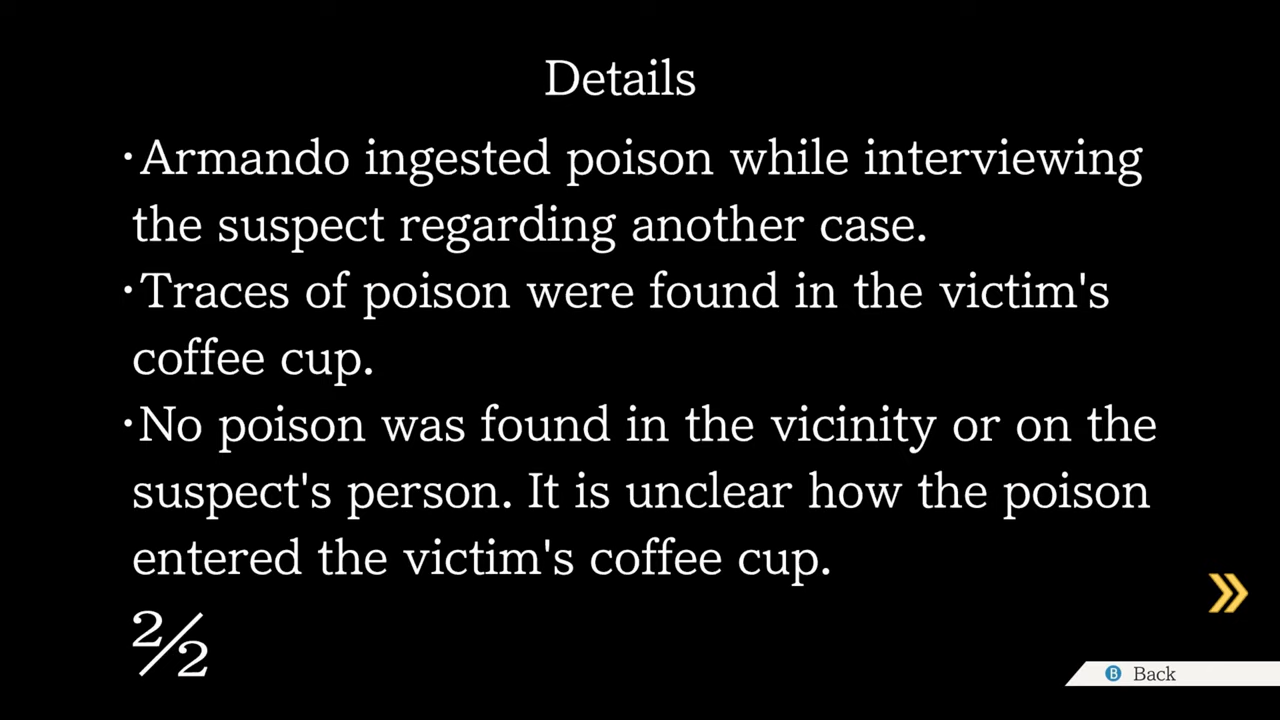 Details
·Armando ingested poison while interviewing
the suspect regarding another case.
·Traces of poison were found in the victim's
coffee cup.
·No poison was found in the vicinity or on the
suspect's person. It is unclear how the poison
entered the victim's coffee cup.
2/2
B Back